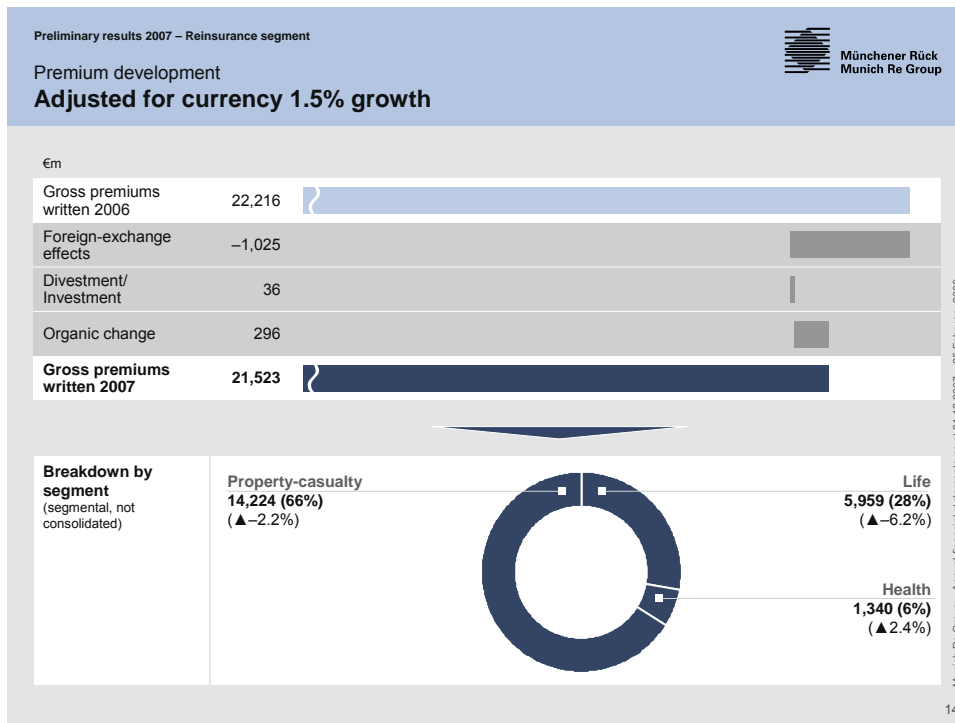 Preliminary results 2007 – Reinsurance segment
Münchener Rück
Munich Re Group
Premium development
Adjusted for currency 1.5% growth
€m
Gross premiums
written 2006
22,216
Foreign-exchange
effects
–1,025
Divestment/
Investment
36
Organic change
296
Gross premiums
written 2007
21,523
Breakdown by
segment
(segmental, not
consolidated)
Property-casualty
14,224 (66%)
(▲–2.2%)
Life
5,959 (28%)
(▲–6.2%)
Health
1,340 (6%)
(▲2.4%)
14